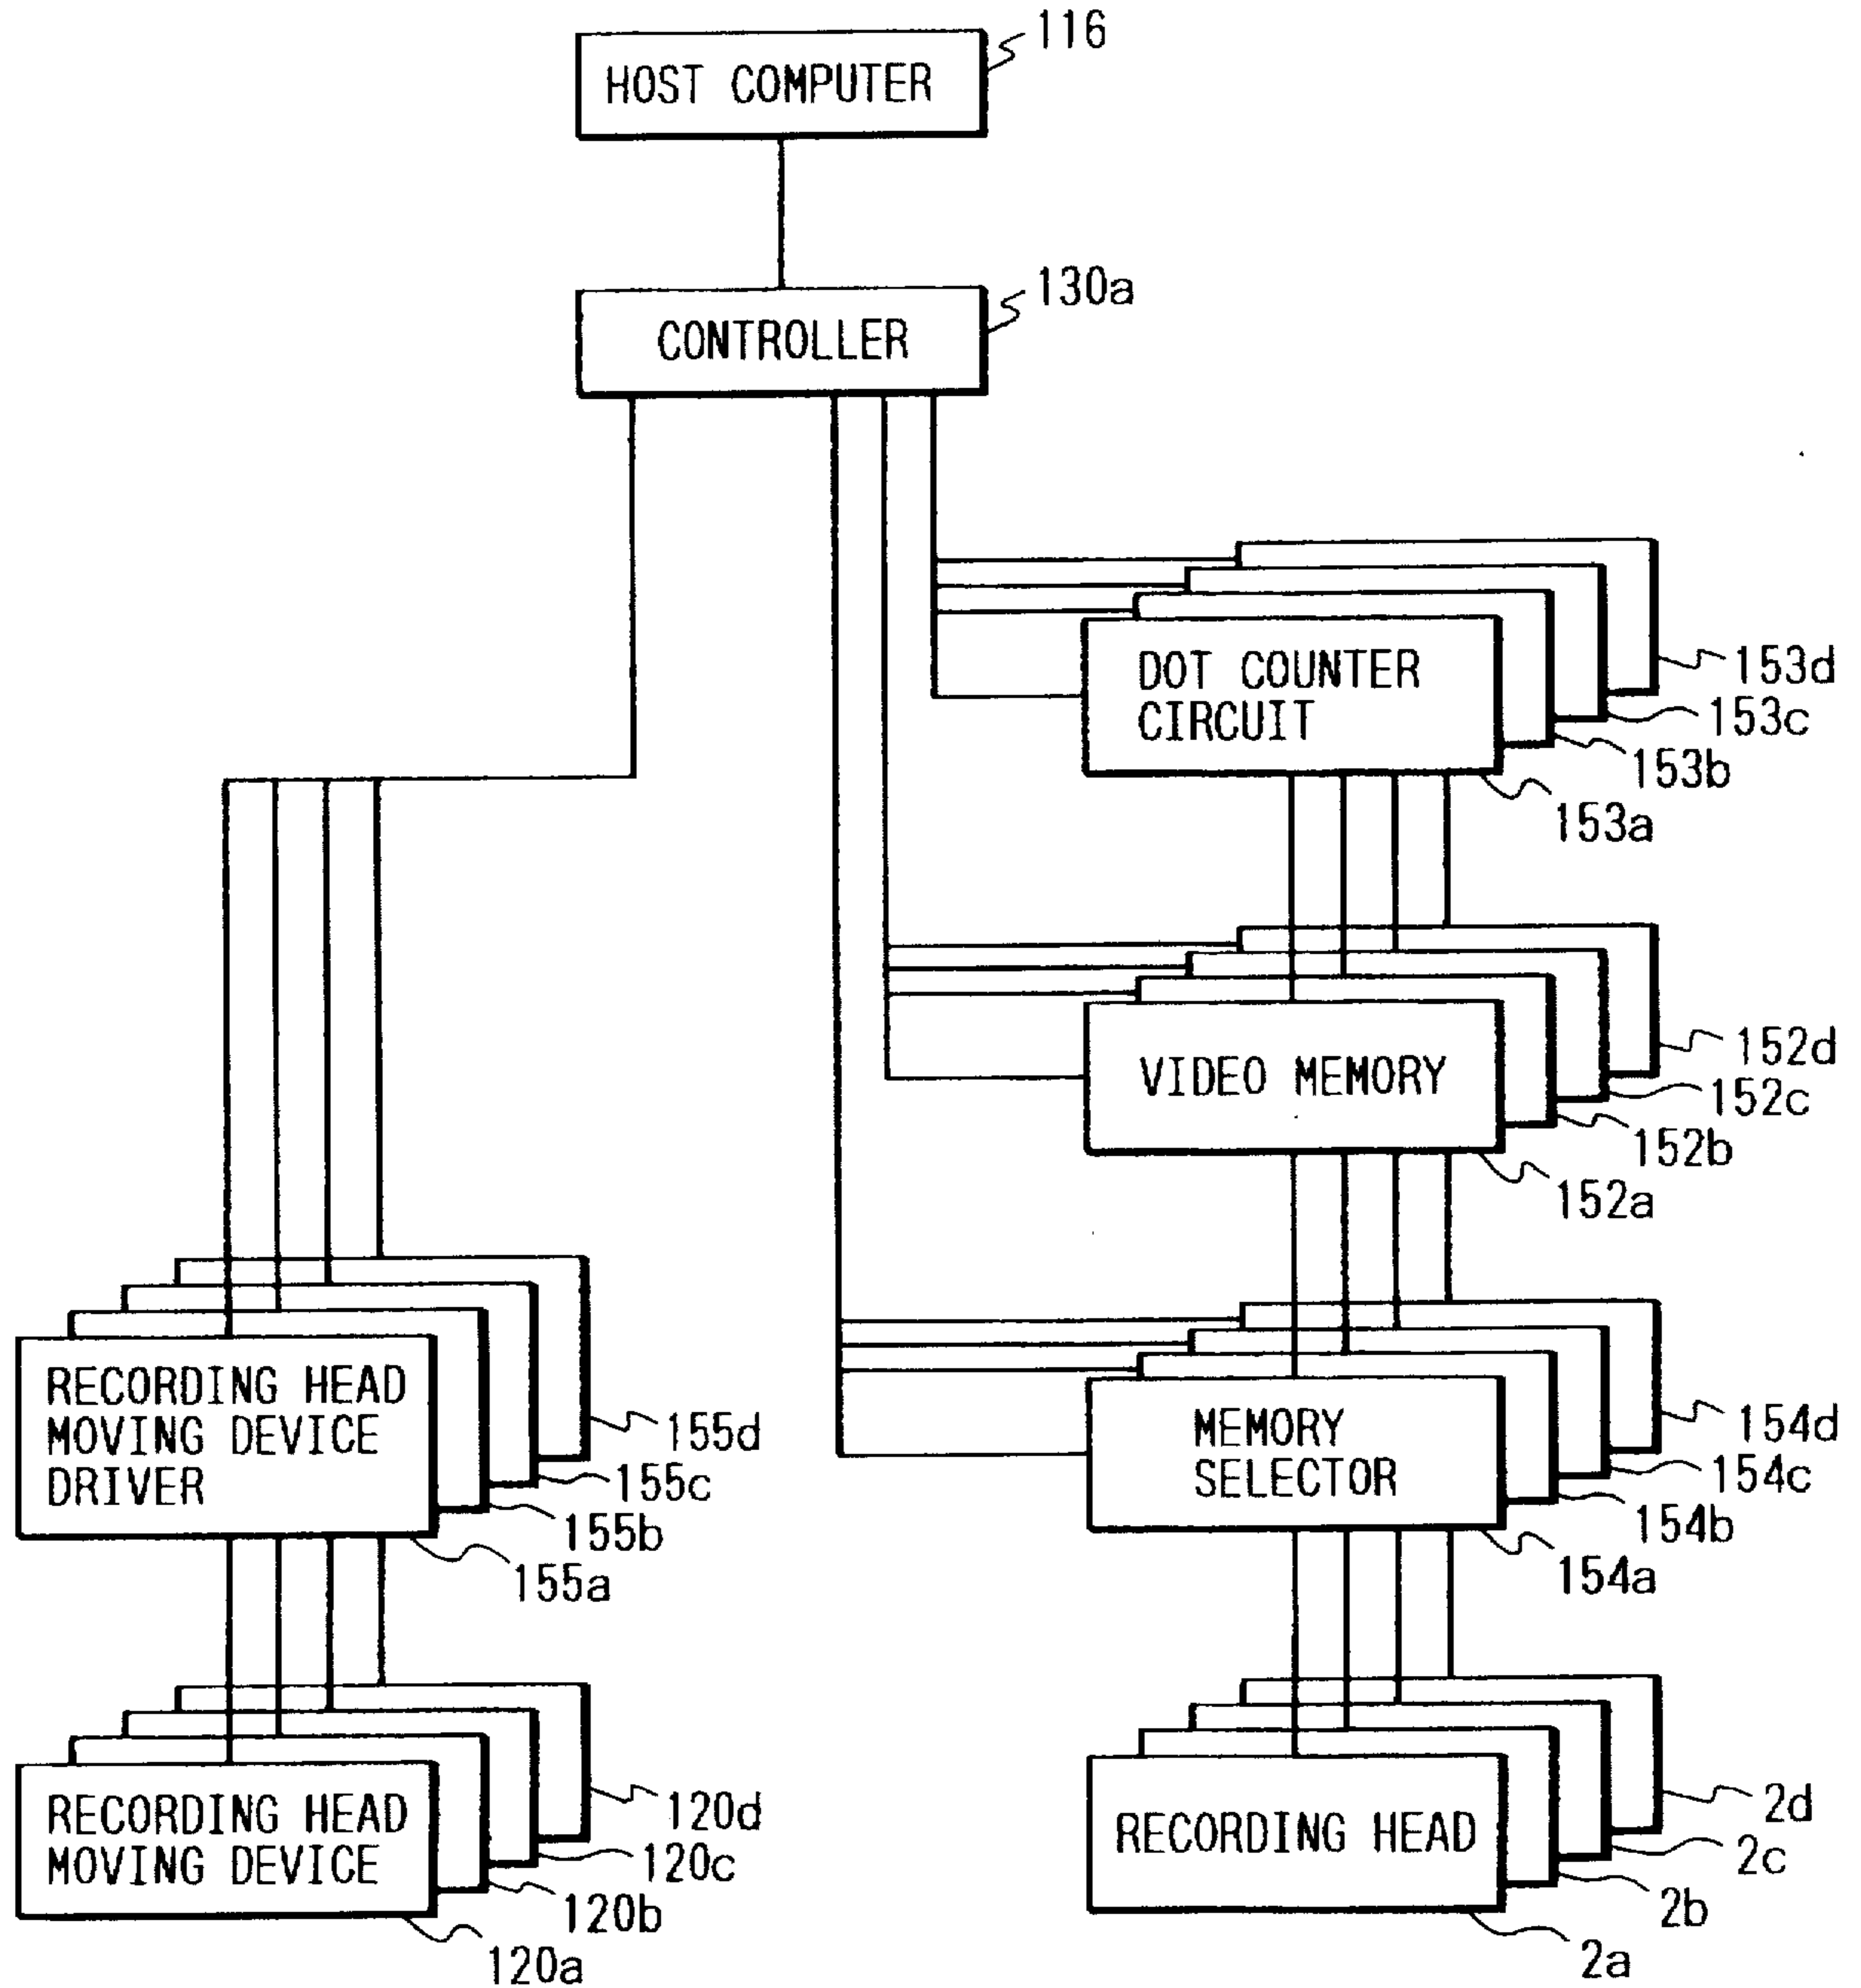 116
HOST COMPUTER
130a
CONTROLLER
DOT COUNTER
CIRCUIT
153d
153c
153b
153a
VIDEO MEMORY
152d
152c
152b
152a
RECORDING HEAD
MOVING DEVICE
DRIVER
155d
155c
155b
155a
MEMORY
SELECTOR
154d
154c
154b
154a
RECORDING HEAD
MOVING DEVICE
120d
120c
120b
120a
RECORDING HEAD
2d
2c
2b
2a